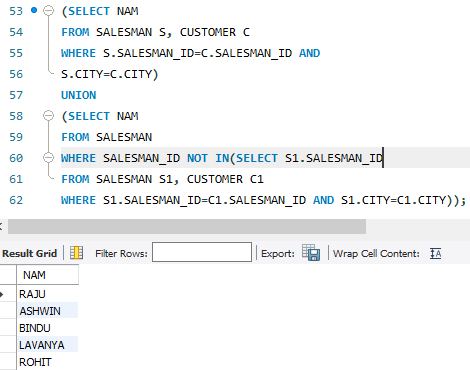 53 (SELECT NAM
54 FROM SALESMAN S, CUSTOMER C
55 WHERE S.SALESMAN_ID=C.SALESMAN_ID AND
56 S.CITY=C.CITY)
57 UNION
58 (SELECT NAM
59 FROM SALESMAN
60 WHERE SALESMAN_ID NOT IN(SELECT S1.SALESMAN_ID
61 FROM SALESMAN S1, CUSTOMER C1
62 WHERE S1.SALESMAN_ID=C1.SALESMAN_ID AND S1.CITY=C1.CITY));
Result Grid Filter Rows: Export: Wrap Cell Content:
NAM
RAJU
ASHWIN
BINDU
LAVANYA
ROHIT